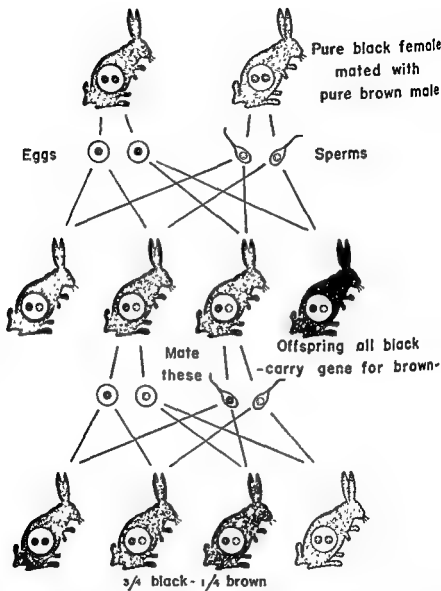 Pure black female
mated with
pure brown male
Eggs
Sperms
Mate
these
Offspring all black
-carry gene for brown-
3/4 black - 1/4 brown